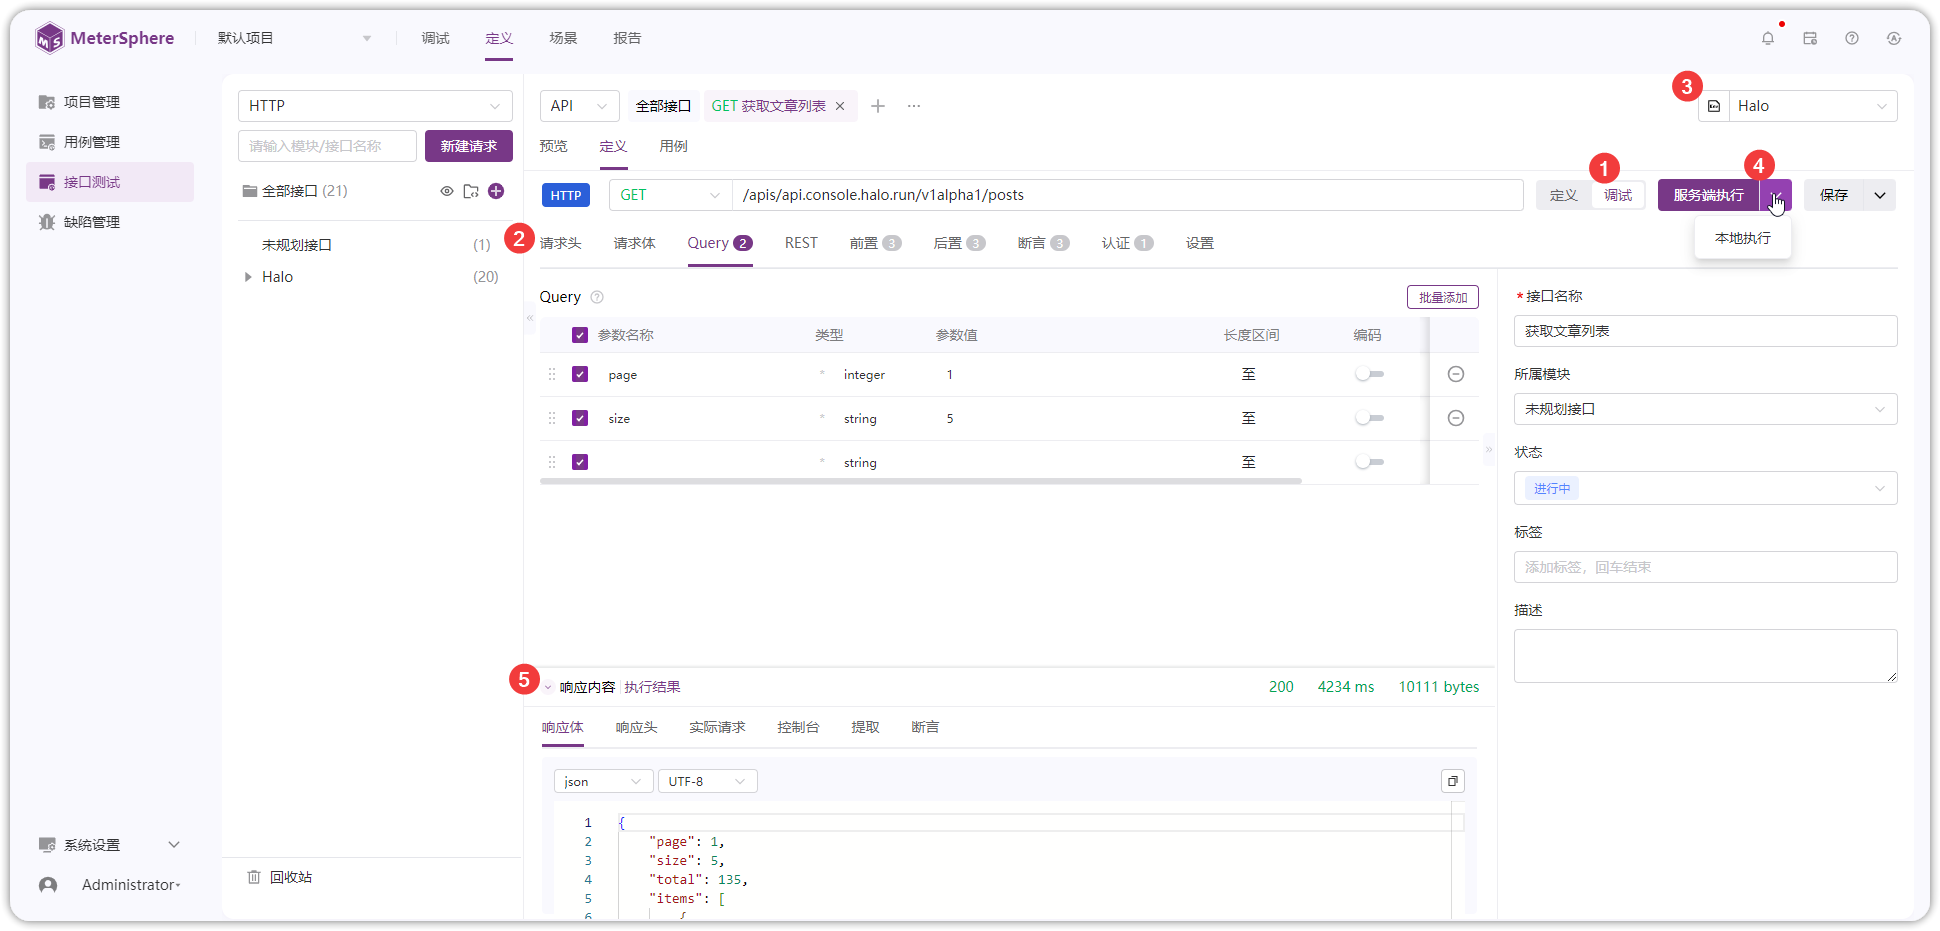 MeterSphere
默认项目
调试
定义
场景
报告
项目管理
用例管理
接口测试
缺陷管理
系统设置
Administrator
HTTP
请输入模块/接口名称
新建请求
全部接口 (21)
未规划接口 (1)
Halo (20)
回收站
API
全部接口
GET 获取文章列表
3
Halo
预览
定义
用例
HTTP
GET
/apis/api.console.halo.run/v1alpha1/posts
1
定义
调试
4
服务端执行
保存
本地执行
2
请求头
请求体
Query 2
REST
前置 3
后置 3
断言 3
认证 1
设置
Query
批量添加
参数名称 类型 参数值 长度区间 编码
page * integer 1 至
size * string 5 至
* string 至
* 接口名称
获取文章列表
所属模块
未规划接口
状态
进行中
标签
添加标签，回车结束
描述
5
响应内容 执行结果
200 4234 ms 10111 bytes
响应体
响应头
实际请求
控制台
提取
断言
json
UTF-8
1 {
2 "page": 1,
3 "size": 5,
4 "total": 135,
5 "items": [
6 {